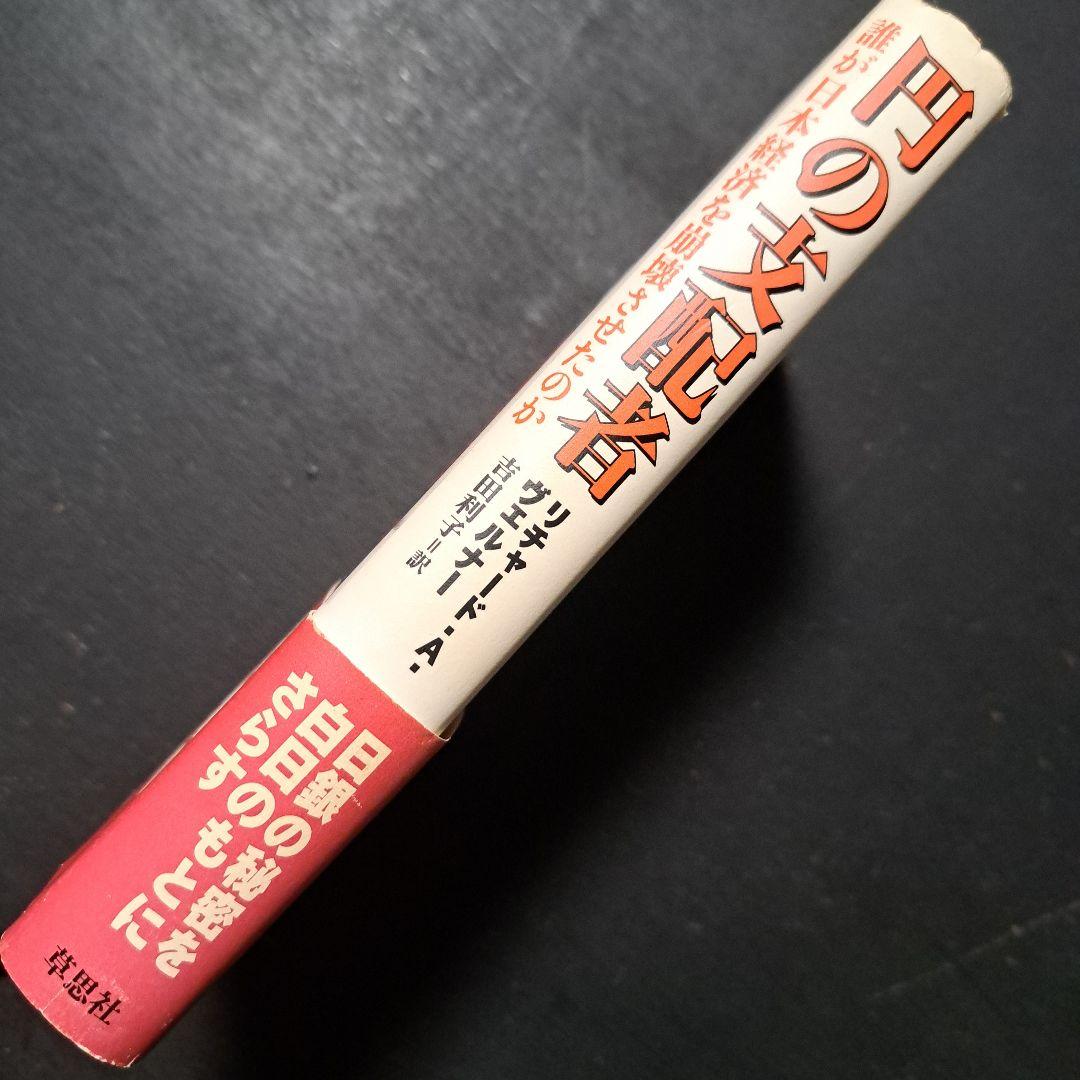 円の支配者
誰が日本経済を崩壊させたのか
リチャード・A・
ヴェルナー
吉田利子=訳
日銀の秘密を
白日のもとに
さらす
草思社